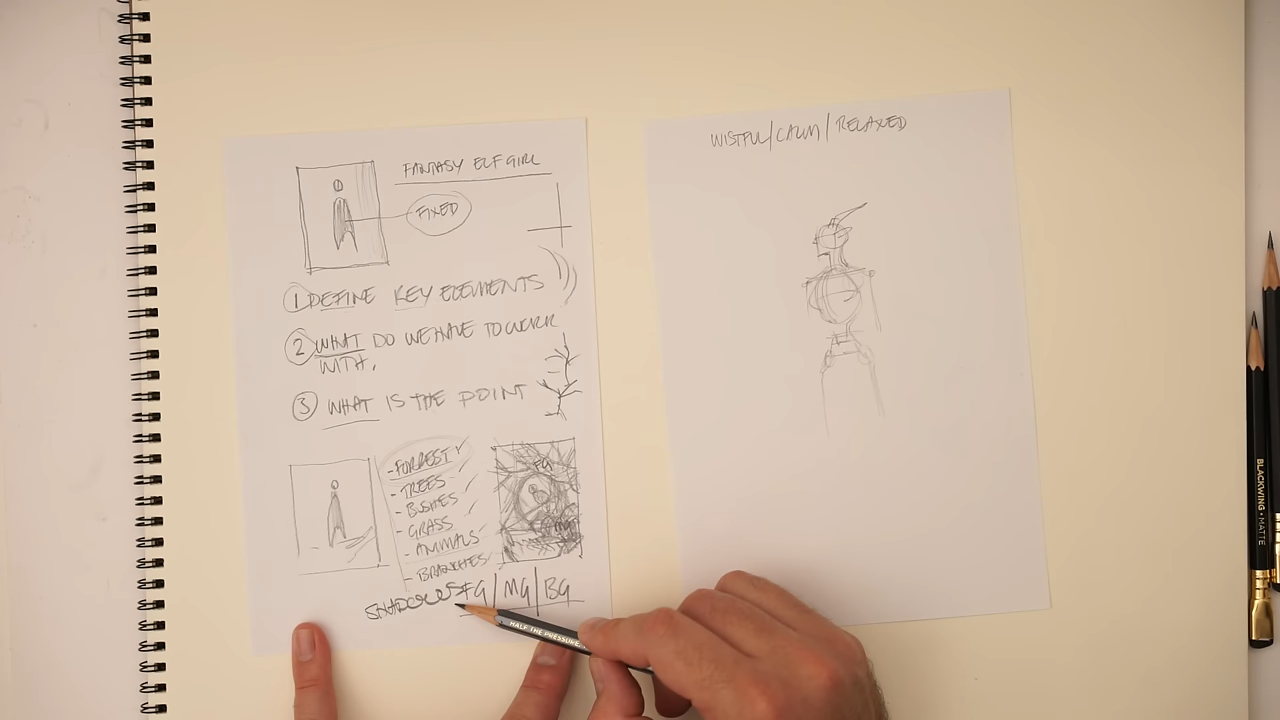 FANTASY ELF GIRL
FIXED
1 DEFINE KEY ELEMENTS
2 WHAT DO WE HAVE TO WORK
WITH.
3 WHAT IS THE POINT
- FORREST ✓
- TREES ✓
- BUSHES ✓
- GRASS ✓
- ANIMALS ✓
- BRANCHES
FG
MG
SHADOWS FG/MG/BG
WISTFUL/CALM/RELAXED
HALF THE PRESSURE,
BLACKWING • MATTE